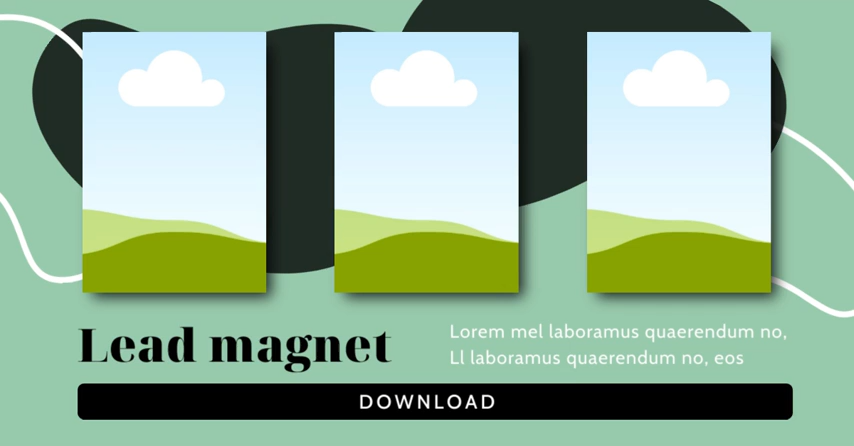 Lead magnet
Lorem mel laboramus quaerendum no,
Ll laboramus quaerendum no, eos
DOWNLOAD